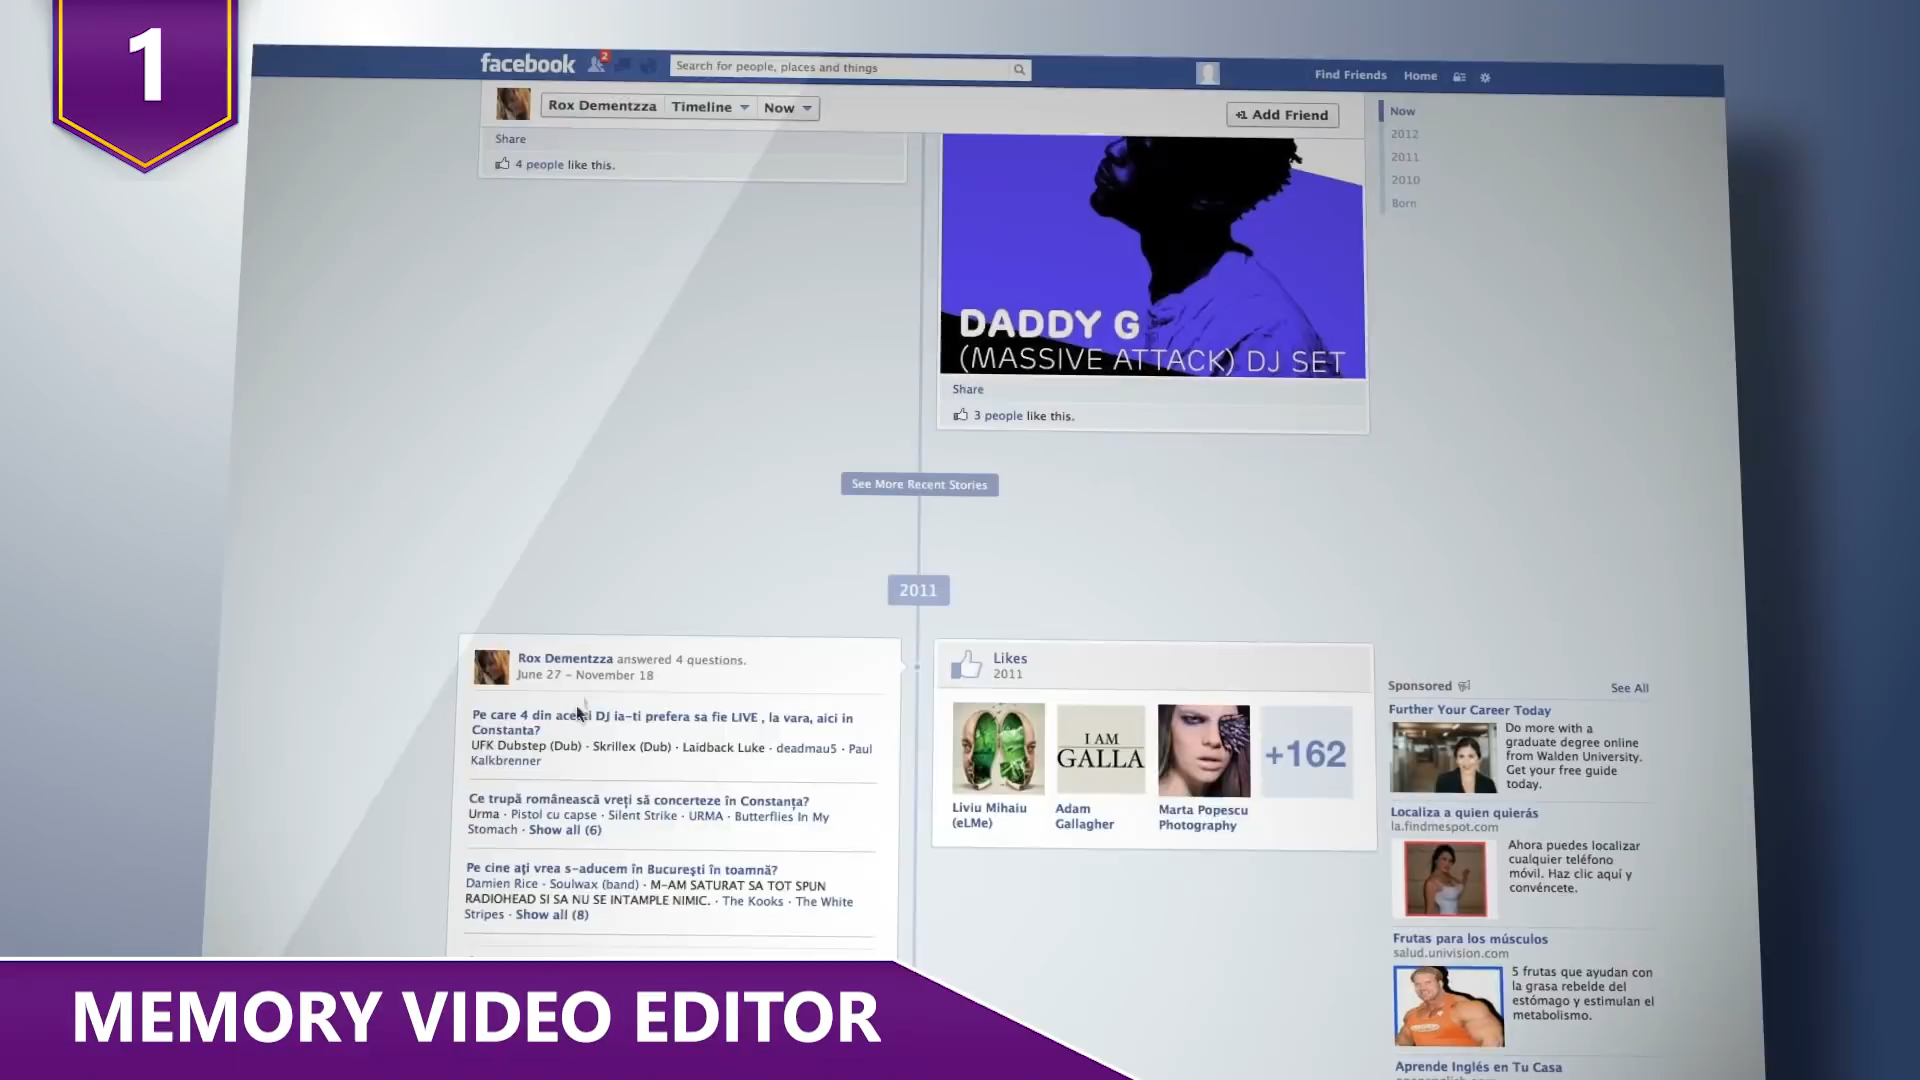 1
facebook
2
Search for people, places and things
Find Friends
Home
Rox Dementzza
Timeline
Now
+1 Add Friend
Now
2012
2011
2010
Born
Share
4 people like this.
DADDY G
(MASSIVE ATTACK) DJ SET
Share
3 people like this.
See More Recent Stories
2011
Rox Dementzza answered 4 questions.
June 27 – November 18
Pe care 4 din acesti DJ ia-ti prefera sa fie LIVE , la vara, aici in
Constanta?
UFK Dubstep (Dub) · Skrillex (Dub) · Laidback Luke · deadmau5 · Paul
Kalkbrenner
Ce trupă românească vreți să concerteze în Constanța?
Urma · Pistol cu capse · Silent Strike · URMA · Butterflies In My
Stomach · Show all (6)
Pe cine aţi vrea s-aducem în Bucureşti în toamnă?
Damien Rice · Soulwax (band) · M-AM SATURAT SA TOT SPUN
RADIOHEAD SI SA NU SE INTAMPLE NIMIC. · The Kooks · The White
Stripes · Show all (8)
Likes
2011
I AM
GALLA
+162
Liviu Mihaiu
(eLMe)
Adam
Gallagher
Marta Popescu
Photography
Sponsored
See All
Further Your Career Today
Do more with a
graduate degree online
from Walden University.
Get your free guide
today.
Localiza a quien quierás
la.findmespot.com
Ahora puedes localizar
cualquier teléfono
móvil. Haz clic aquí y
convéncete.
Frutas para los músculos
salud.univision.com
5 frutas que ayudan con
la grasa rebelde del
estómago y estimulan el
metabolismo.
Aprende Inglés en Tu Casa
MEMORY VIDEO EDITOR